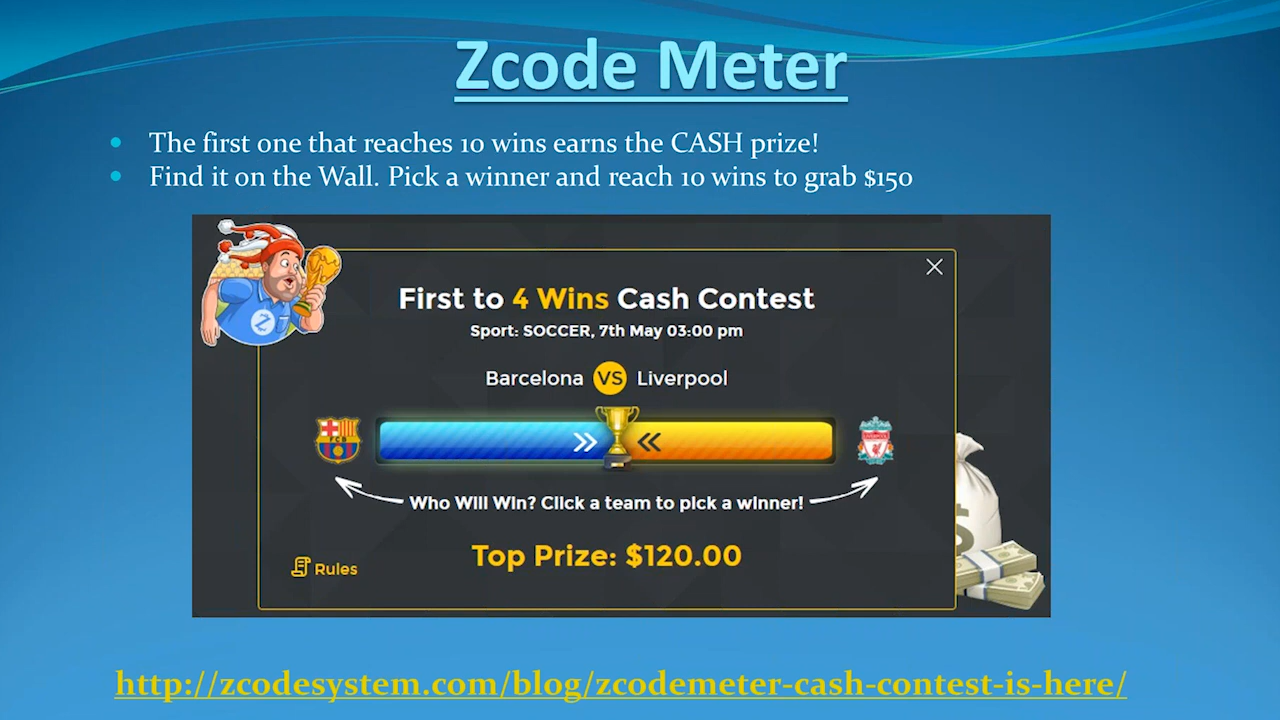 Zcode Meter
The first one that reaches 10 wins earns the CASH prize!
Find it on the Wall. Pick a winner and reach 10 wins to grab $150
First to 4 Wins Cash Contest
Sport: SOCCER, 7th May 03:00 pm
Barcelona VS Liverpool
Who Will Win? Click a team to pick a winner!
Top Prize: $120.00
Rules
http://zcodesystem.com/blog/zcodemeter-cash-contest-is-here/